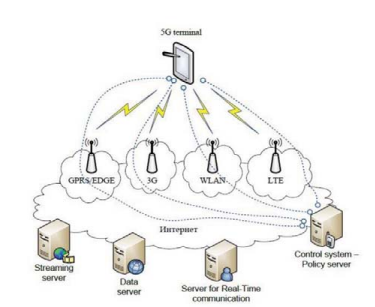 5G terminal
GPRS/EDGE
3G
WLAN
LTE
Интернет
Streaming
server
Data
server
Server for Real-Time
communication
Control system –
Policy server